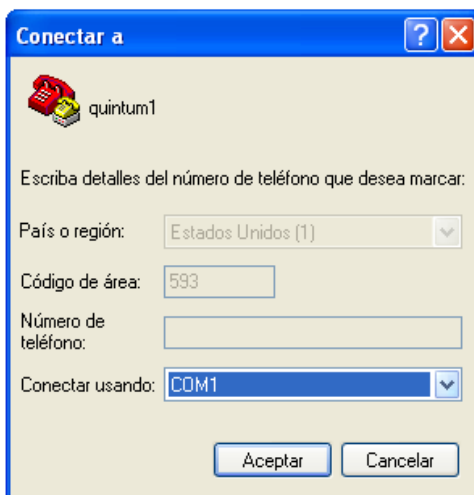 Conectar a
quintum1
Escriba detalles del número de teléfono que desea marcar:
País o región: Estados Unidos (1)
Código de área: 593
Número de
teléfono:
Conectar usando: COM1
Aceptar Cancelar